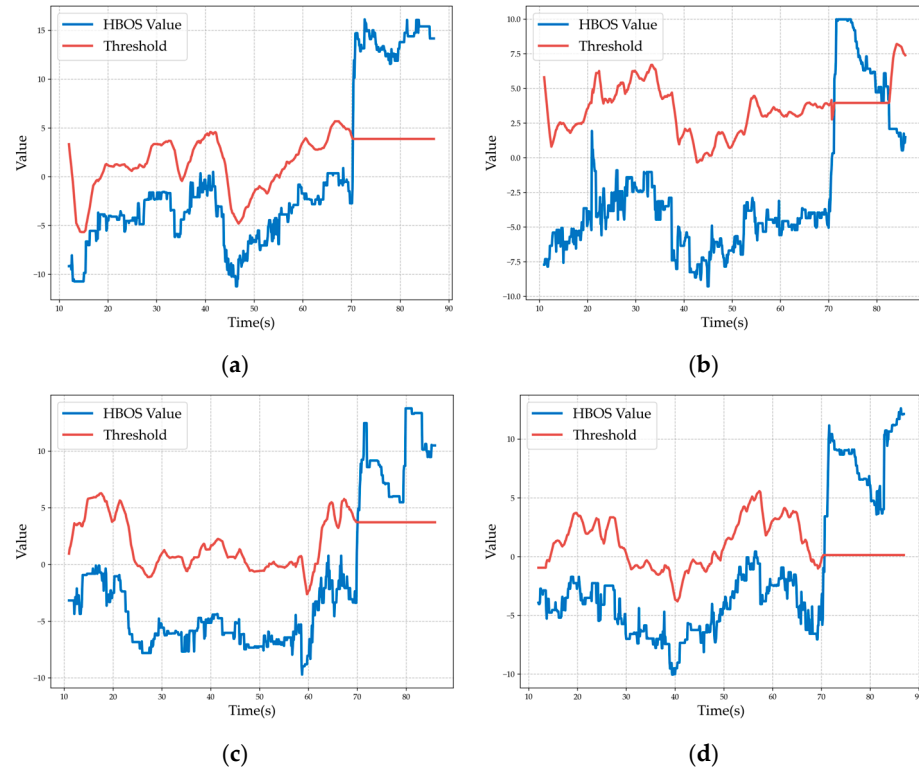 HBOS Value
Threshold
Value
15
10
5
0
−5
−10
10 20 30 40 50 60 70 80 90
Time(s)
(a)
HBOS Value
Threshold
Value
10.0
7.5
5.0
2.5
0.0
−2.5
−5.0
−7.5
−10.0
10 20 30 40 50 60 70 80
Time(s)
(b)
HBOS Value
Threshold
Value
10
5
0
−5
−10
10 20 30 40 50 60 70 80
Time(s)
(c)
HBOS Value
Threshold
Value
10
5
0
−5
−10
10 20 30 40 50 60 70 80
Time(s)
(d)